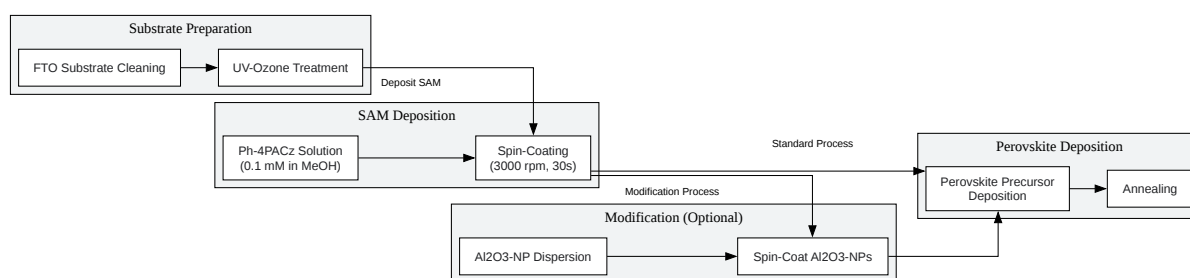 Substrate Preparation
FTO Substrate Cleaning
UV-Ozone Treatment
Deposit SAM
SAM Deposition
Ph-4PACz Solution
(0.1 mM in MeOH)
Spin-Coating
(3000 rpm, 30s)
Standard Process
Modification Process
Perovskite Deposition
Perovskite Precursor
Deposition
Annealing
Modification (Optional)
Al2O3-NP Dispersion
Spin-Coat Al2O3-NPs